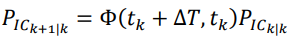 P_{IC_{k+1|k}} = Φ(t_k + ΔT, t_k)P_{IC_{k|k}}